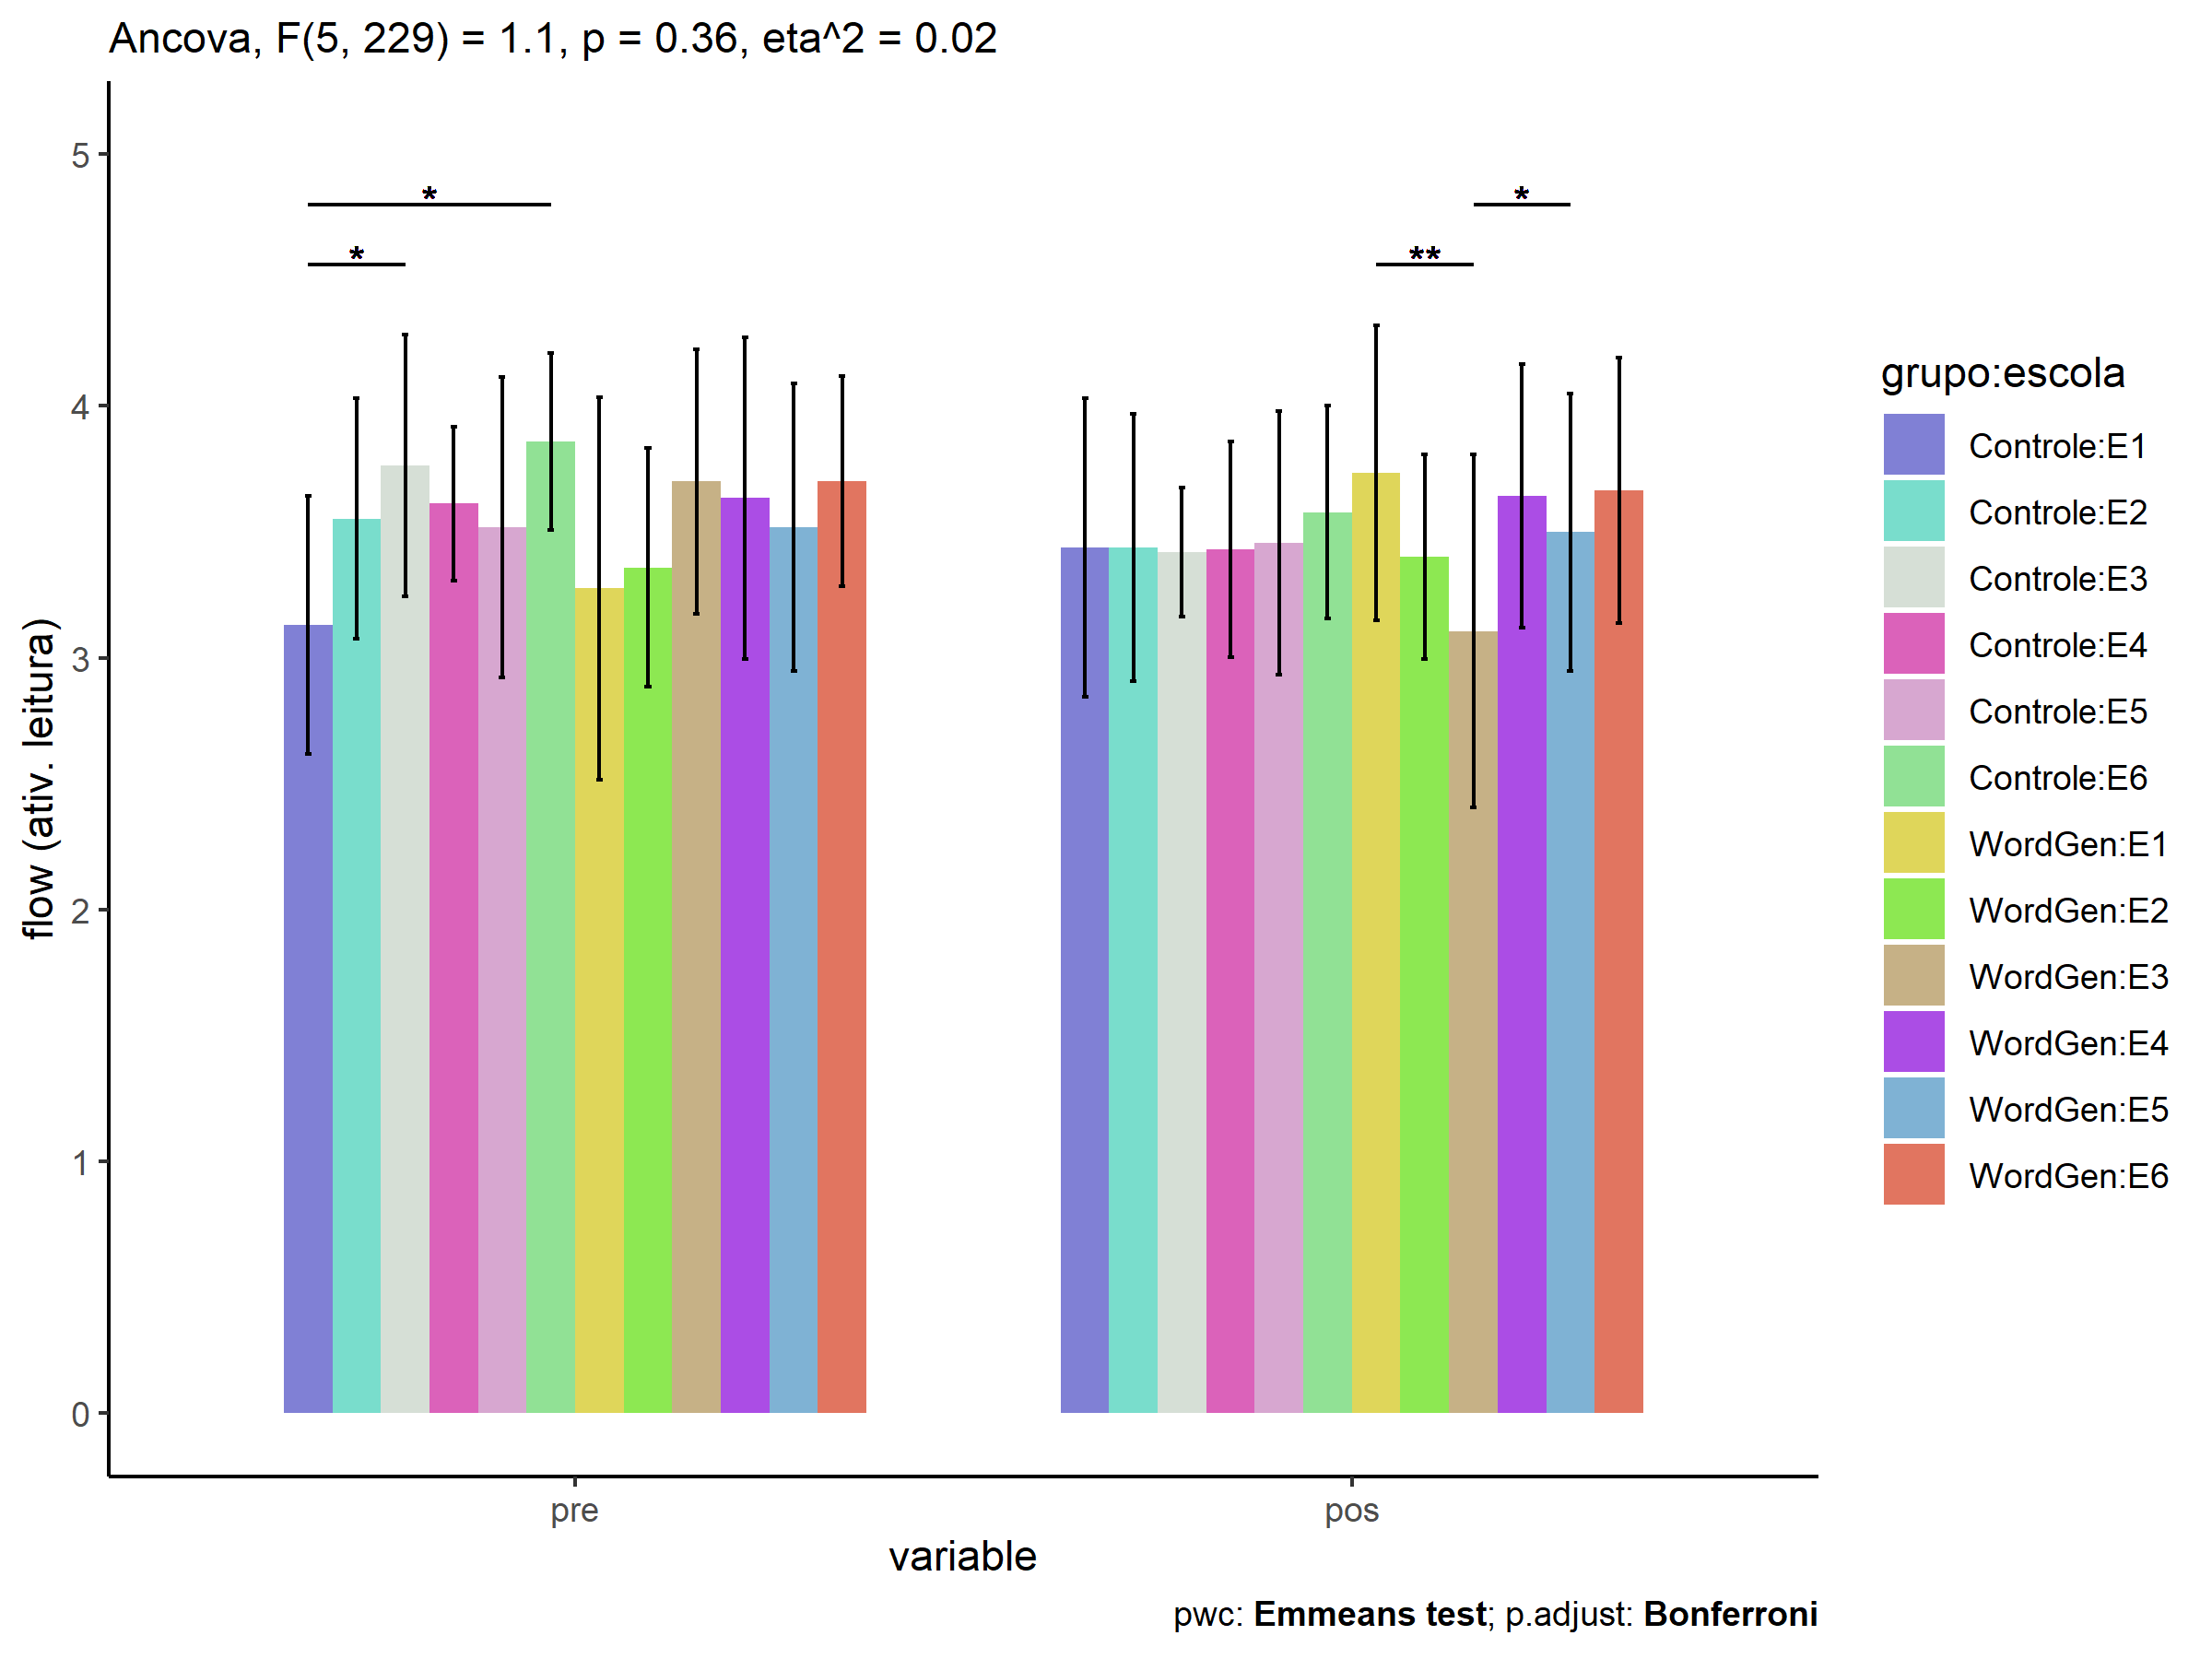 Ancova, F(5, 229) = 1.1, p = 0.36, eta^2 = 0.02
flow (ativ. leitura)
5
4
3
2
1
0
*
*
*
**
pre
pos
variable
grupo:escola
Controle:E1
Controle:E2
Controle:E3
Controle:E4
Controle:E5
Controle:E6
WordGen:E1
WordGen:E2
WordGen:E3
WordGen:E4
WordGen:E5
WordGen:E6
pwc: Emmeans test; p.adjust: Bonferroni